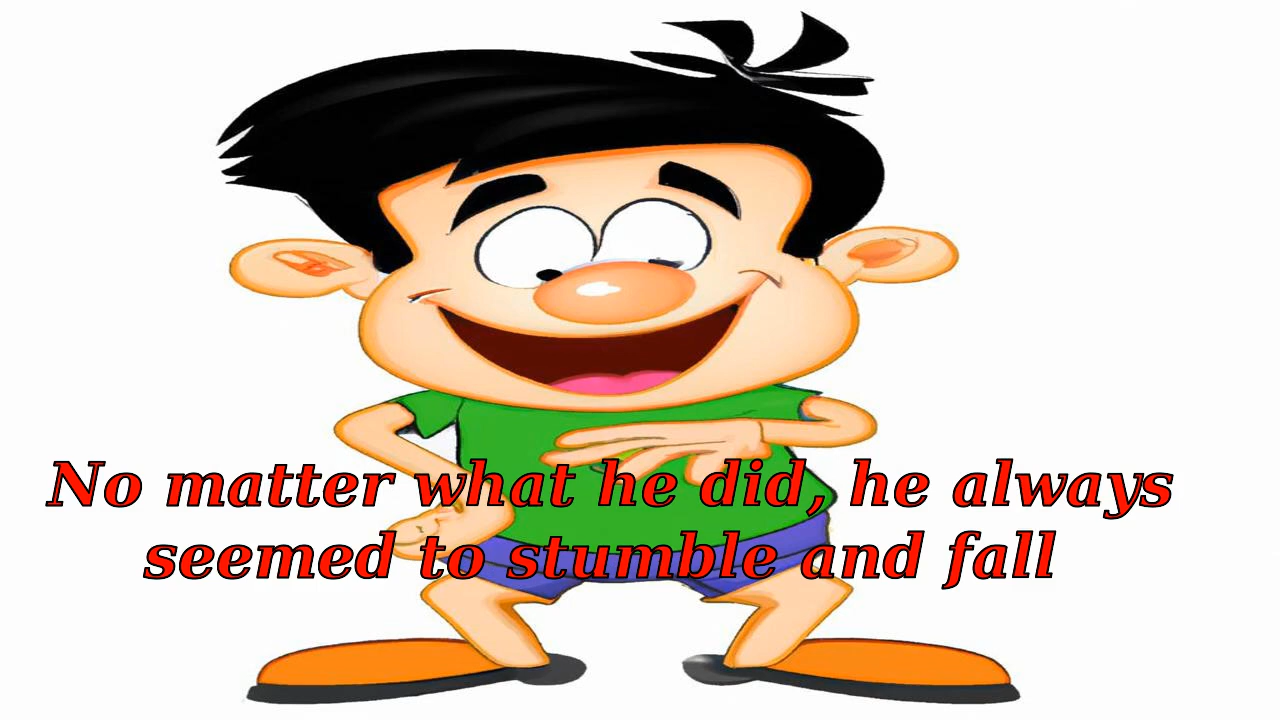 No matter what he did, he always
seemed to stumble and fall